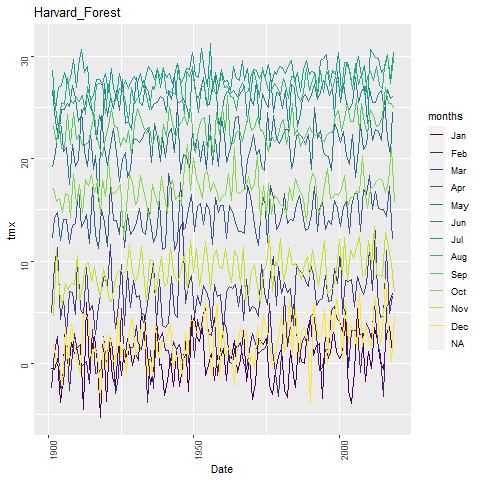 Harvard_Forest
30
20
10
0
tmx
1900
1950
2000
Date
months
Jan
Feb
Mar
Apr
May
Jun
Jul
Aug
Sep
Oct
Nov
Dec
NA